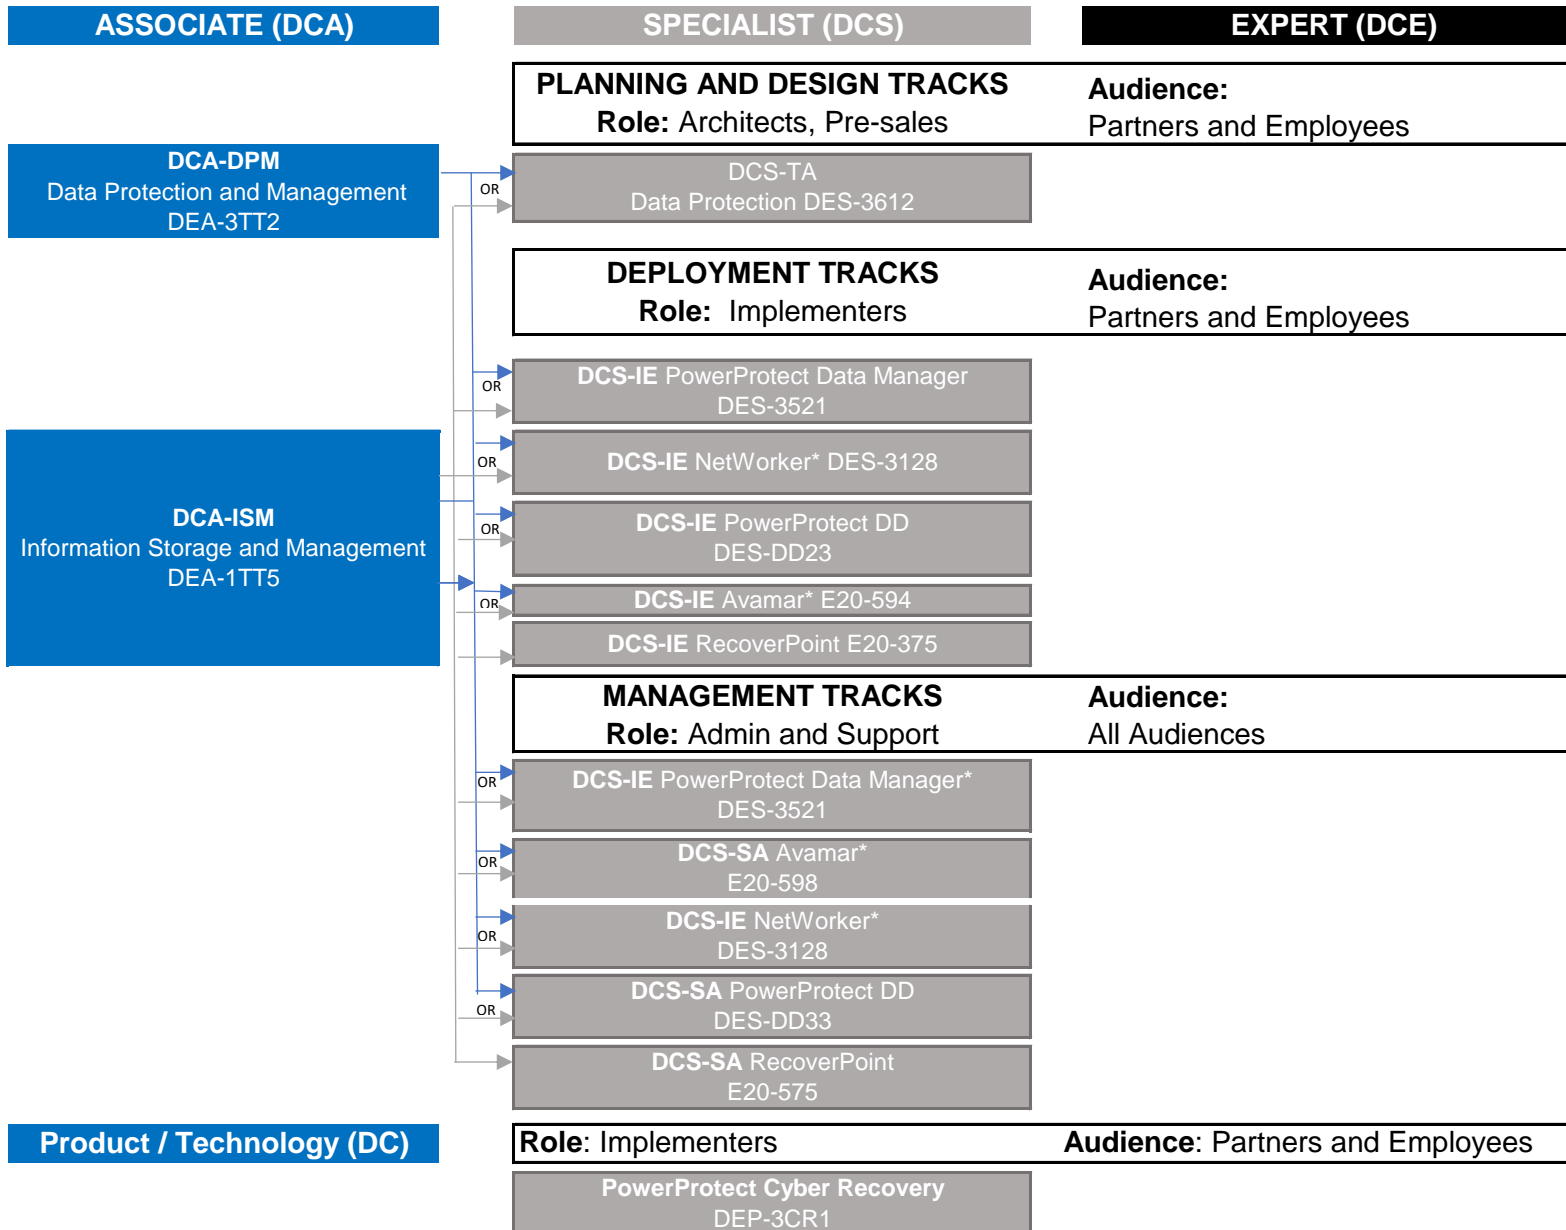 ASSOCIATE (DCA)
SPECIALIST (DCS)
EXPERT (DCE)
PLANNING AND DESIGN TRACKS
Role: Architects, Pre-sales
Audience:
Partners and Employees
DCA-DPM
Data Protection and Management
DEA-3TT2
OR
DCS-TA
Data Protection DES-3612
DEPLOYMENT TRACKS
Role: Implementers
Audience:
Partners and Employees
OR
DCS-IE PowerProtect Data Manager
DES-3521
OR
DCS-IE NetWorker* DES-3128
DCA-ISM
Information Storage and Management
DEA-1TT5
OR
DCS-IE PowerProtect DD
DES-DD23
OR
DCS-IE Avamar* E20-594
DCS-IE RecoverPoint E20-375
MANAGEMENT TRACKS
Role: Admin and Support
Audience:
All Audiences
OR
DCS-IE PowerProtect Data Manager*
DES-3521
OR
DCS-SA Avamar*
E20-598
OR
DCS-IE NetWorker*
DES-3128
OR
DCS-SA PowerProtect DD
DES-DD33
DCS-SA RecoverPoint
E20-575
Product / Technology (DC)
Role: Implementers
Audience: Partners and Employees
PowerProtect Cyber Recovery
DEP-3CR1